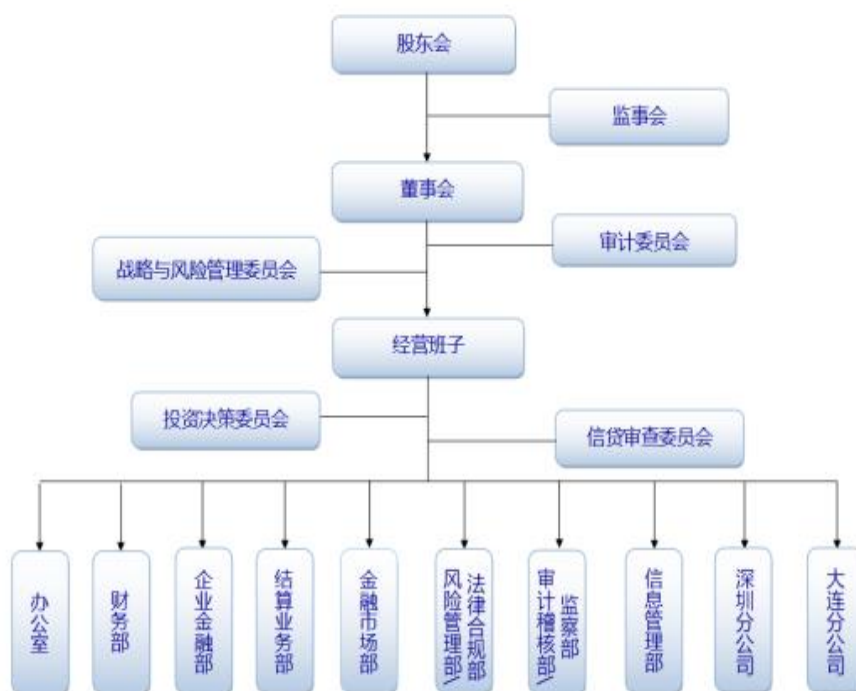 股东会
监事会
董事会
审计委员会
战略与风险管理委员会
经营班子
投资决策委员会
信贷审查委员会
办公室
财务部
企业金融部
结算业务部
金融市场部
风险管理部/
法律合规部
审计稽核部/
监察部
信息管理部
深圳分公司
大连分公司